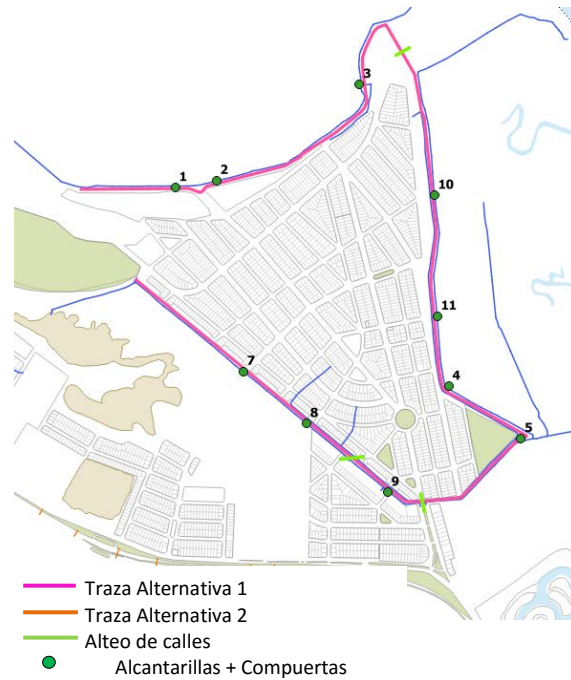 3
1
2
10
11
7
4
8
5
9
Traza Alternativa 1
Traza Alternativa 2
Alteo de calles
Alcantarillas + Compuertas